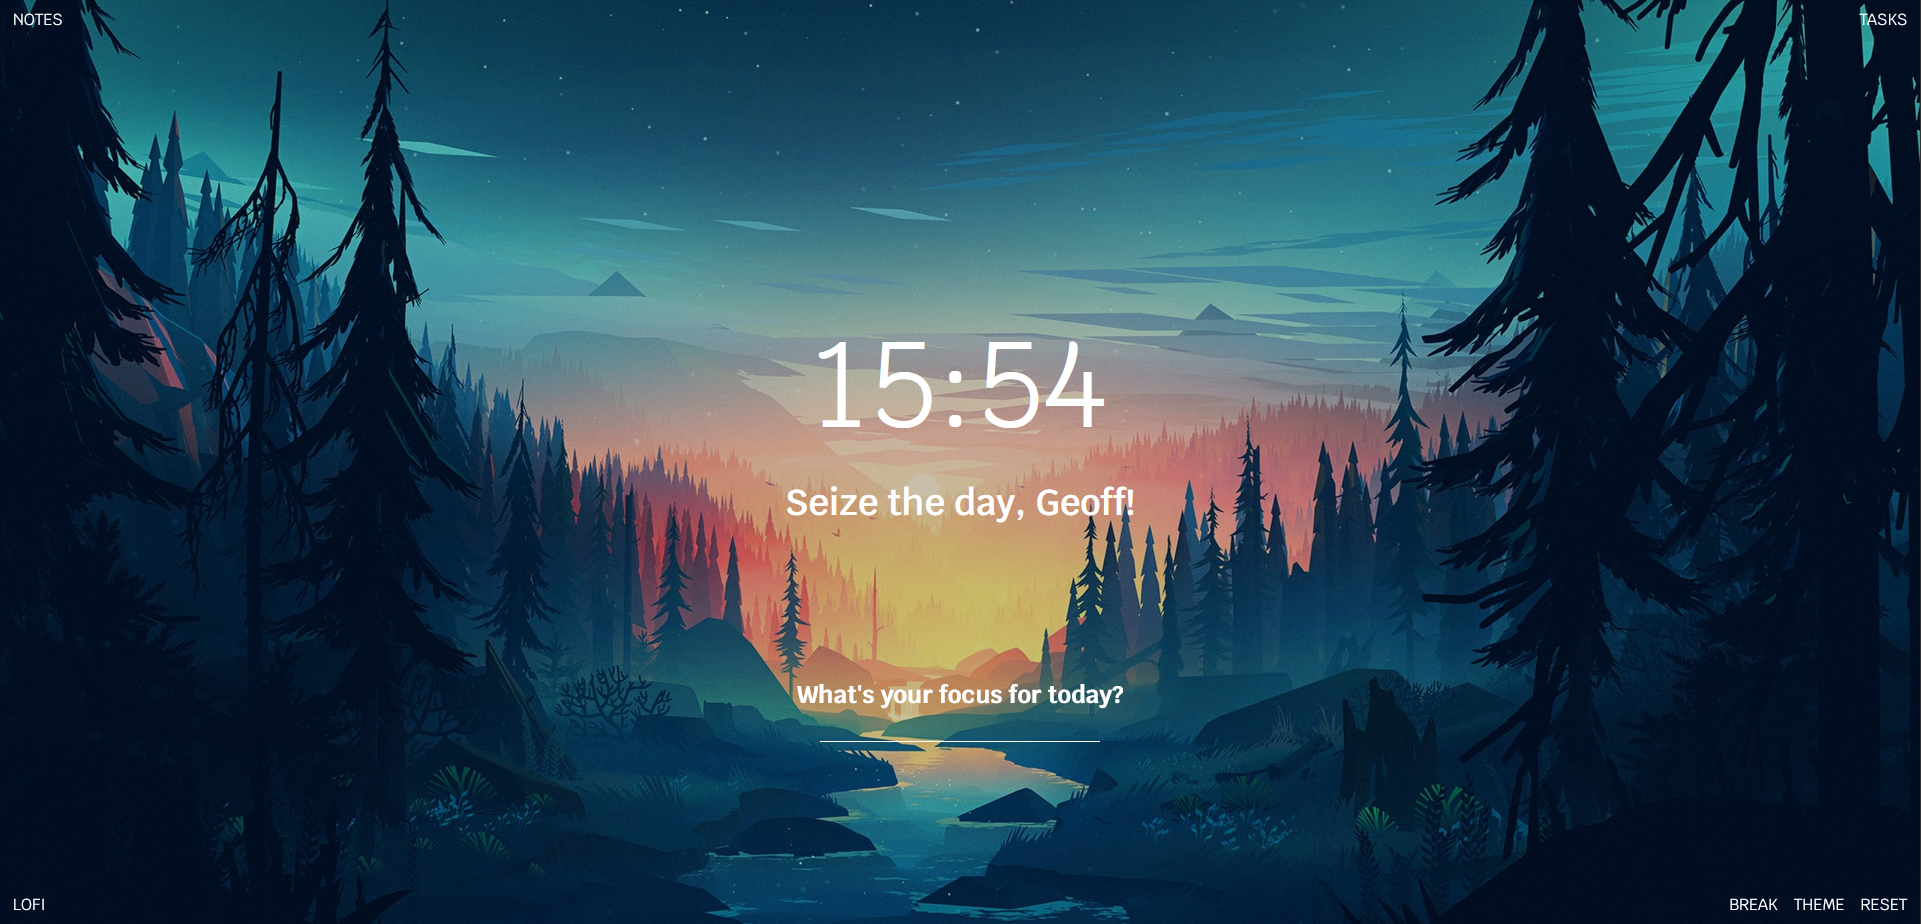 NOTES
TASKS
15:54
Seize the day, Geoff!
What's your focus for today?
LOFI
BREAK THEME RESET